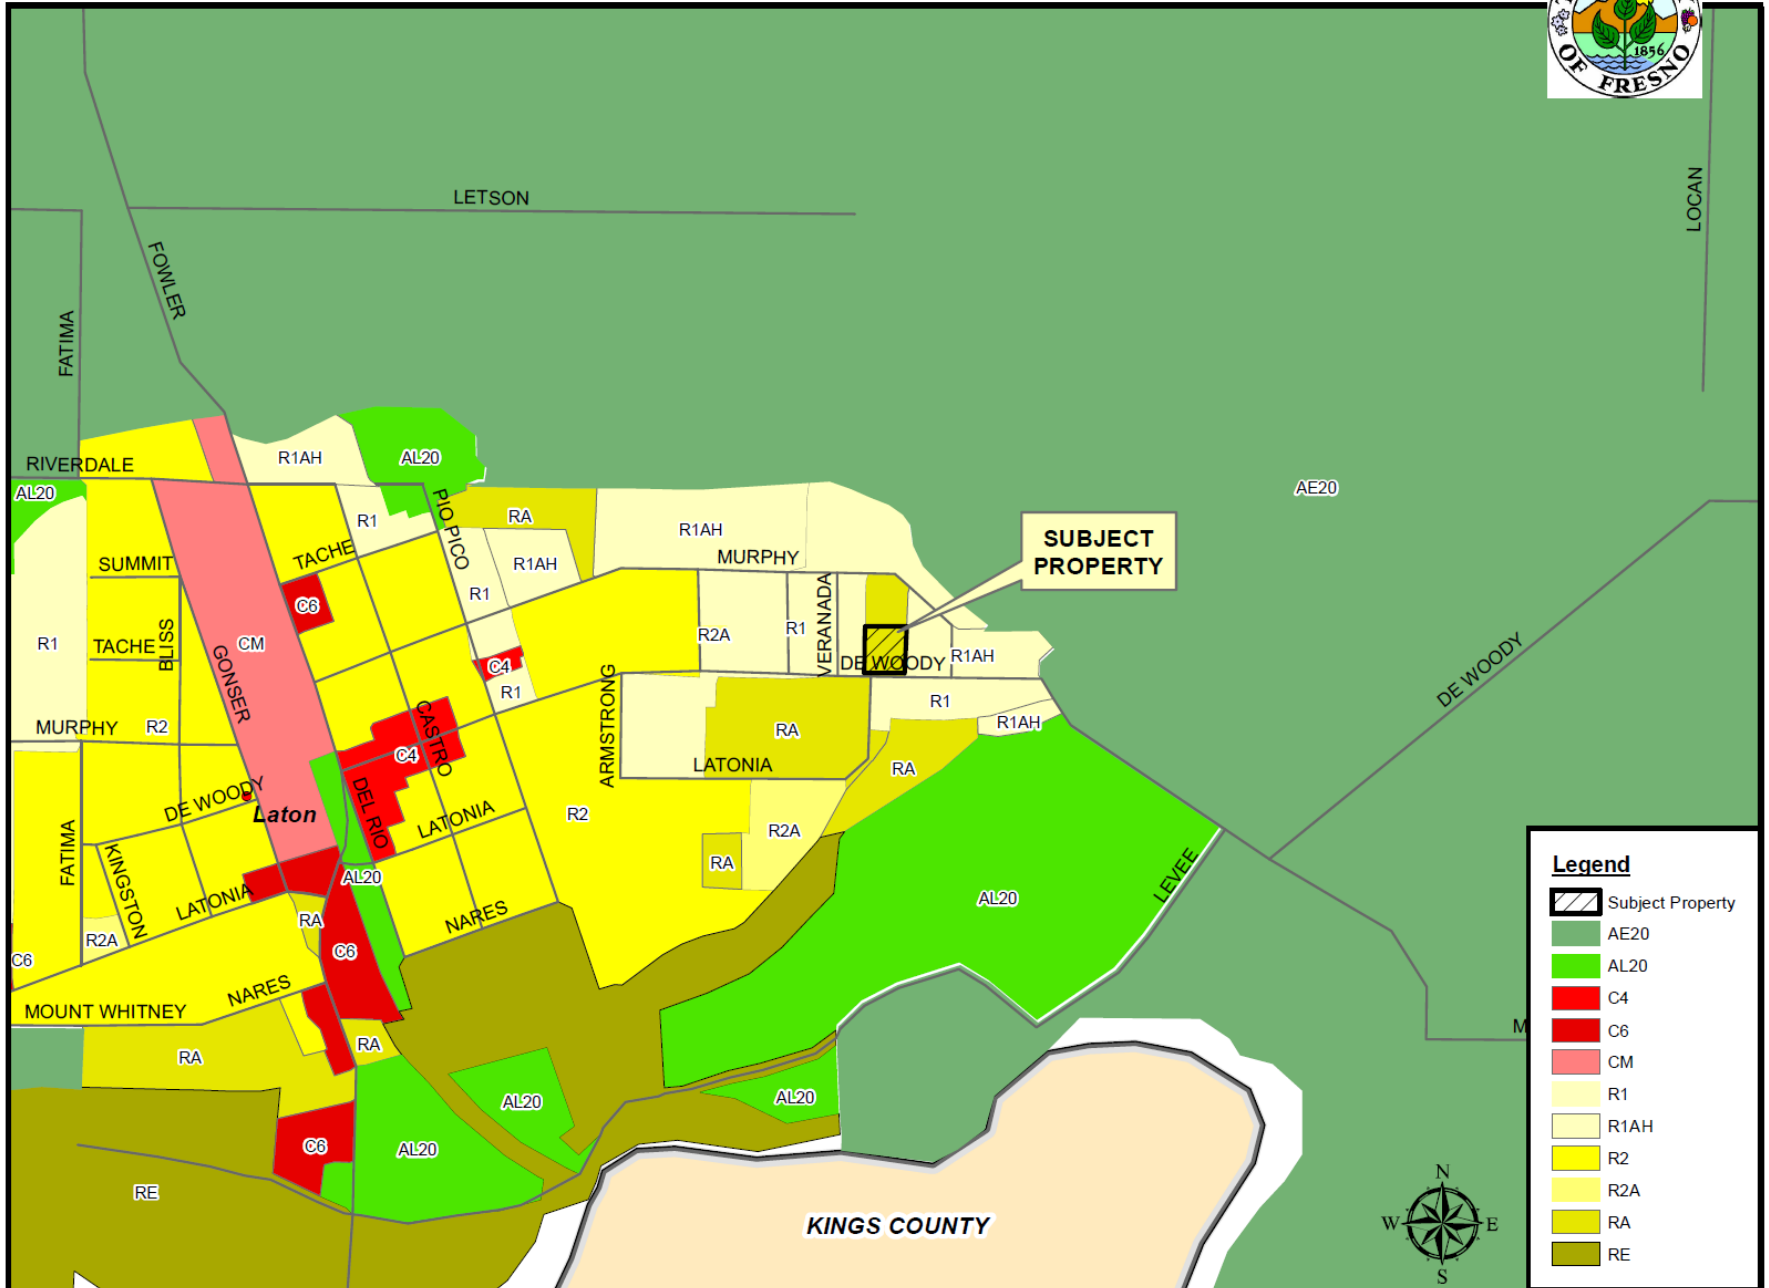 1856
OF FRESNO
LETSON
LOCAN
FOWLER
FATIMA
RIVERDALE
R1AH
AL20
AL20
AE20
PIO PICO
RA
R1AH
R1
SUBJECT
PROPERTY
SUMMIT
TACHE
R1AH
MURPHY
C6
R1
VERANADA
R1
R2A
R1
TACHE
BLISS
CM
GONSER
C4
DE WOODY
R1AH
DE WOODY
R1
ARMSTRONG
R1
R1AH
MURPHY
R2
CASTRO
C4
RA
LATONIA
RA
DE WOODY
Laton
DEL RIO
LATONIA
R2
R2A
FATIMA
KINGSTON
AL20
RA
LEVEE
LATONIA
RA
NARES
AL20
R2A
C6
C6
NARES
MOUNT WHITNEY
M
RA
RA
AL20
AL20
C6
AL20
RE
KINGS COUNTY
N
W
E
S
Legend
Subject Property
AE20
AL20
C4
C6
CM
R1
R1AH
R2
R2A
RA
RE